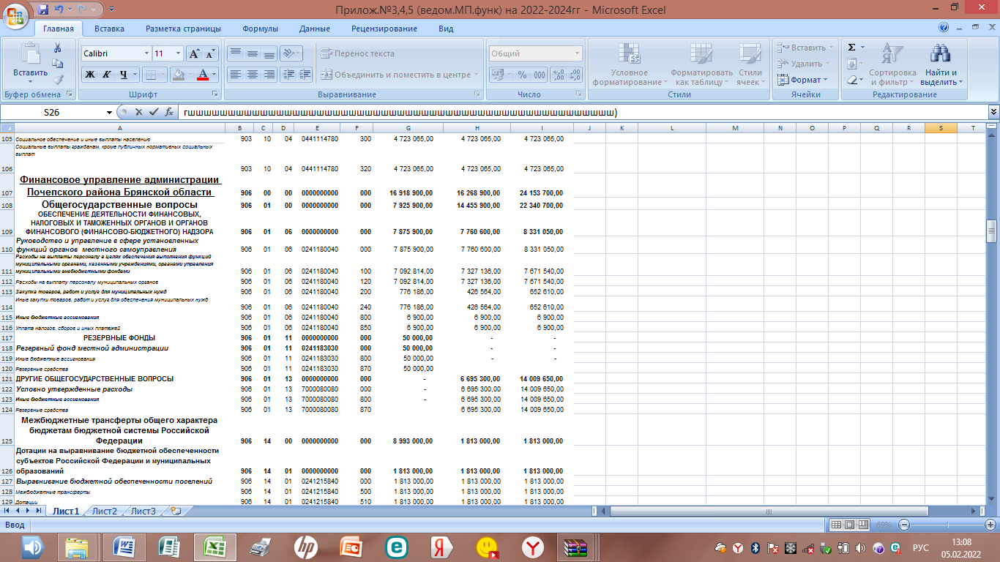 Прилож.№3,4,5 (ведом.МП.функ) на 2022-2024гг - Microsoft Excel
Главная Вставка Разметка страницы Формулы Данные Рецензирование Вид
Вставить Calibri 11 Перенос текста Общий Условное форматирование Форматировать как таблицу Стили ячеек Вставить Сортировка и фильтр Найти и выделить
Ж К Ч Объединить и поместить в центре % 000 Удалить Формат
Буфер обмена Шрифт Выравнивание Число Стили Ячейки Редактирование
S26
A B C D E F G H I J K L M N O P Q R S T
105 Социальное обеспечение и иные выплаты населению 903 10 04 0441114780 300 4 723 065,00 4 723 065,00 4 723 065,00
Социальные выплаты гражданам, кроме публичных нормативных социальных
выплат
106 903 10 04 0441114780 320 4 723 065,00 4 723 065,00 4 723 065,00
Финансовое управление администрации
107 Почепского района Брянской области 906 00 00 0000000000 000 16 918 900,00 16 268 900,00 24 153 700,00
108 Общегосударственные вопросы 906 01 00 0000000000 000 7 925 900,00 14 455 900,00 22 340 700,00
ОБЕСПЕЧЕНИЕ ДЕЯТЕЛЬНОСТИ ФИНАНСОВЫХ,
НАЛОГОВЫХ И ТАМОЖЕННЫХ ОРГАНОВ И ОРГАНОВ
109 ФИНАНСОВОГО (ФИНАНСОВО-БЮДЖЕТНОГО) НАДЗОРА 906 01 06 0000000000 000 7 875 900,00 7 760 600,00 8 331 050,00
Руководство и управление в сфере установленных
110 функций органов местного самоуправления 906 01 06 0241180040 000 7 875 900,00 7 760 600,00 8 331 050,00
Расходы на выплаты персоналу в целях обеспечения выполнения функций
муниципальными органами, казенными учреждениями, органами управления
111 муниципальными внебюджетными фондами 906 01 06 0241180040 100 7 092 814,00 7 327 136,00 7 671 540,00
112 Расходы на выплату персоналу муниципальных органов 906 01 06 0241180040 120 7 092 814,00 7 327 136,00 7 671 540,00
113 Закупка товаров, работ и услуг для муниципальных нужд 906 01 06 0241180040 200 776 186,00 426 564,00 652 610,00
Иные закупки товаров, работ и услуг для обеспечения муниципальных нужд
114 906 01 06 0241180040 240 776 186,00 426 564,00 652 610,00
115 Иные бюджетные ассигнования 906 01 06 0241180040 800 6 900,00 6 900,00 6 900,00
116 Уплата налогов, сборов и иных платежей 906 01 06 0241180040 850 6 900,00 6 900,00 6 900,00
117 РЕЗЕРВНЫЕ ФОНДЫ 906 01 11 0000000000 000 50 000,00 - -
118 Резервный фонд местной администрации 906 01 11 0241183030 000 50 000,00 - -
119 Иные бюджетные ассигнования 906 01 11 0241183030 800 50 000,00 - -
120 Резервные средства 906 01 11 0241183030 870 50 000,00
121 ДРУГИЕ ОБЩЕГОСУДАРСТВЕННЫЕ ВОПРОСЫ 906 01 13 0000000000 000 - 6 695 300,00 14 009 650,00
122 Условно утвержденные расходы 906 01 13 7000080080 000 - 6 695 300,00 14 009 650,00
123 Иные бюджетные ассигнования 906 01 13 7000080080 800 - 6 695 300,00 14 009 650,00
124 Резервные средства 906 01 13 7000080080 870 6 695 300,00 14 009 650,00
Межбюджетные трансферты общего характера
бюджетам бюджетной системы Российской
125 Федерации 906 14 00 0000000000 000 8 993 000,00 1 813 000,00 1 813 000,00
Дотации на выравнивание бюджетной обеспеченности
субъектов Российской Федерации и муниципальных
126 образований 906 14 01 0000000000 000 1 813 000,00 1 813 000,00 1 813 000,00
127 Выравнивание бюджетной обеспеченности поселений 906 14 01 0241215840 000 1 813 000,00 1 813 000,00 1 813 000,00
128 Межбюджетные трансферты 906 14 01 0241215840 500 1 813 000,00 1 813 000,00 1 813 000,00
129 Дотации 906 14 01 0241215840 510 1 813 000,00 1 813 000,00 1 813 000,00
Лист1 Лист2 Лист3
Ввод 69%
РУС 13:08
05.02.2022